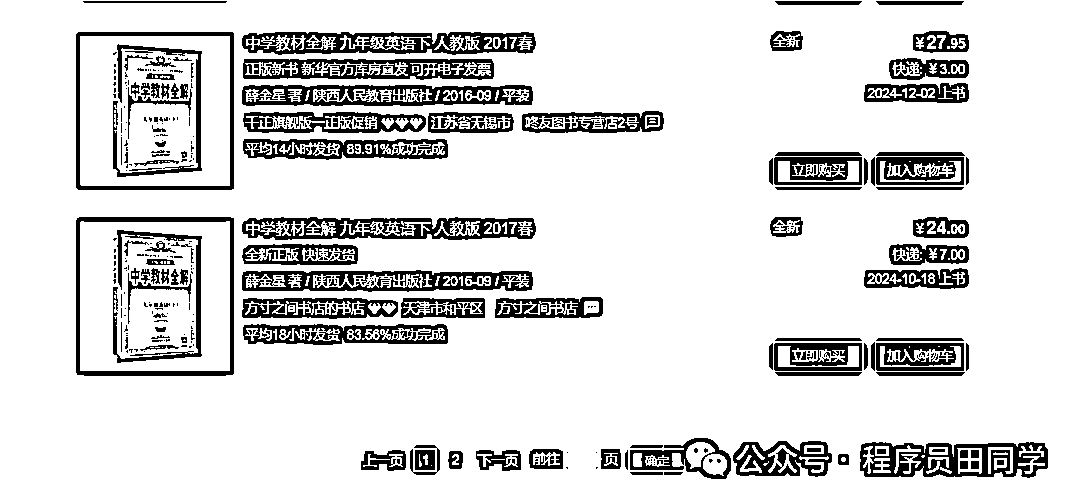 中学教材全解 九年级英语下 人教版 2017春
全新
¥27.95
正版新书 新华官方库房直发 可开电子发票
快递: ¥3.00
薛金星 著 / 陕西人民教育出版社 / 2016-09 / 平装
2024-12-02 上书
江苏省无锡市 咚友图书专营店2号
平均14小时发货 89.91%成功完成
立即购买 加入购物车
中学教材全解
中学教材全解 九年级英语下 人教版 2017春
全新
¥24.00
全新正版 快速发货
快递: ¥7.00
薛金星 著 / 陕西人民教育出版社 / 2016-09 / 平装
2024-10-18 上书
方寸之间书店的书店 天津市和平区 方寸之间书店
平均18小时发货 83.56%成功完成
立即购买 加入购物车
中学教材全解
上一页 1 2 下一页 前往 页 确定
公众号·程序员田同学